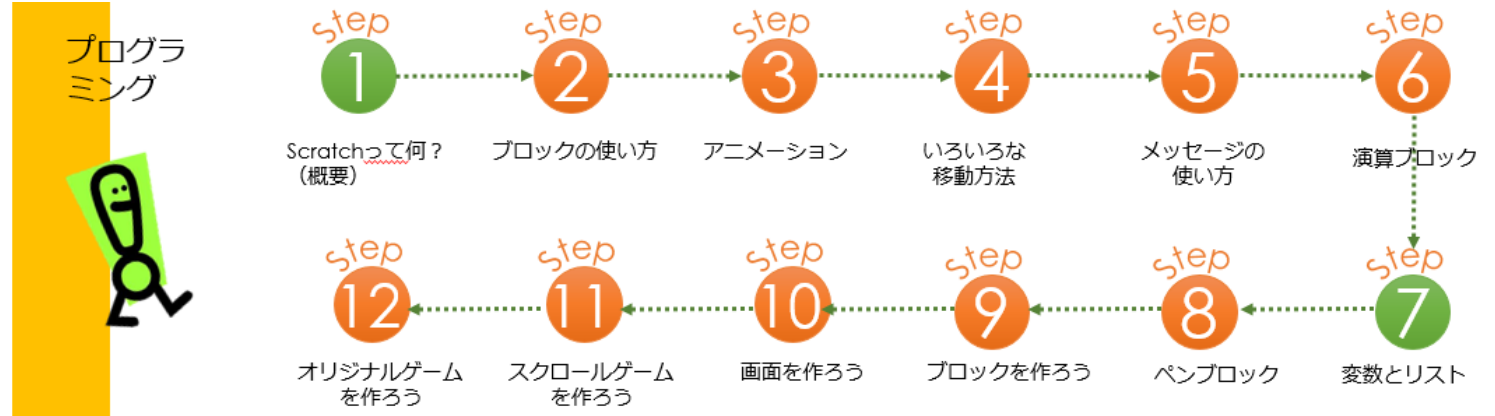 プログラ
ミング
Step
1
Scratchって何？
（概要）
Step
2
ブロックの使い方
Step
3
アニメーション
Step
4
いろいろな
移動方法
Step
5
メッセージの
使い方
Step
6
演算ブロック
Step
7
変数とリスト
Step
8
ペンブロック
Step
9
ブロックを作ろう
Step
10
画面を作ろう
Step
11
スクロールゲーム
を作ろう
Step
12
オリジナルゲーム
を作ろう